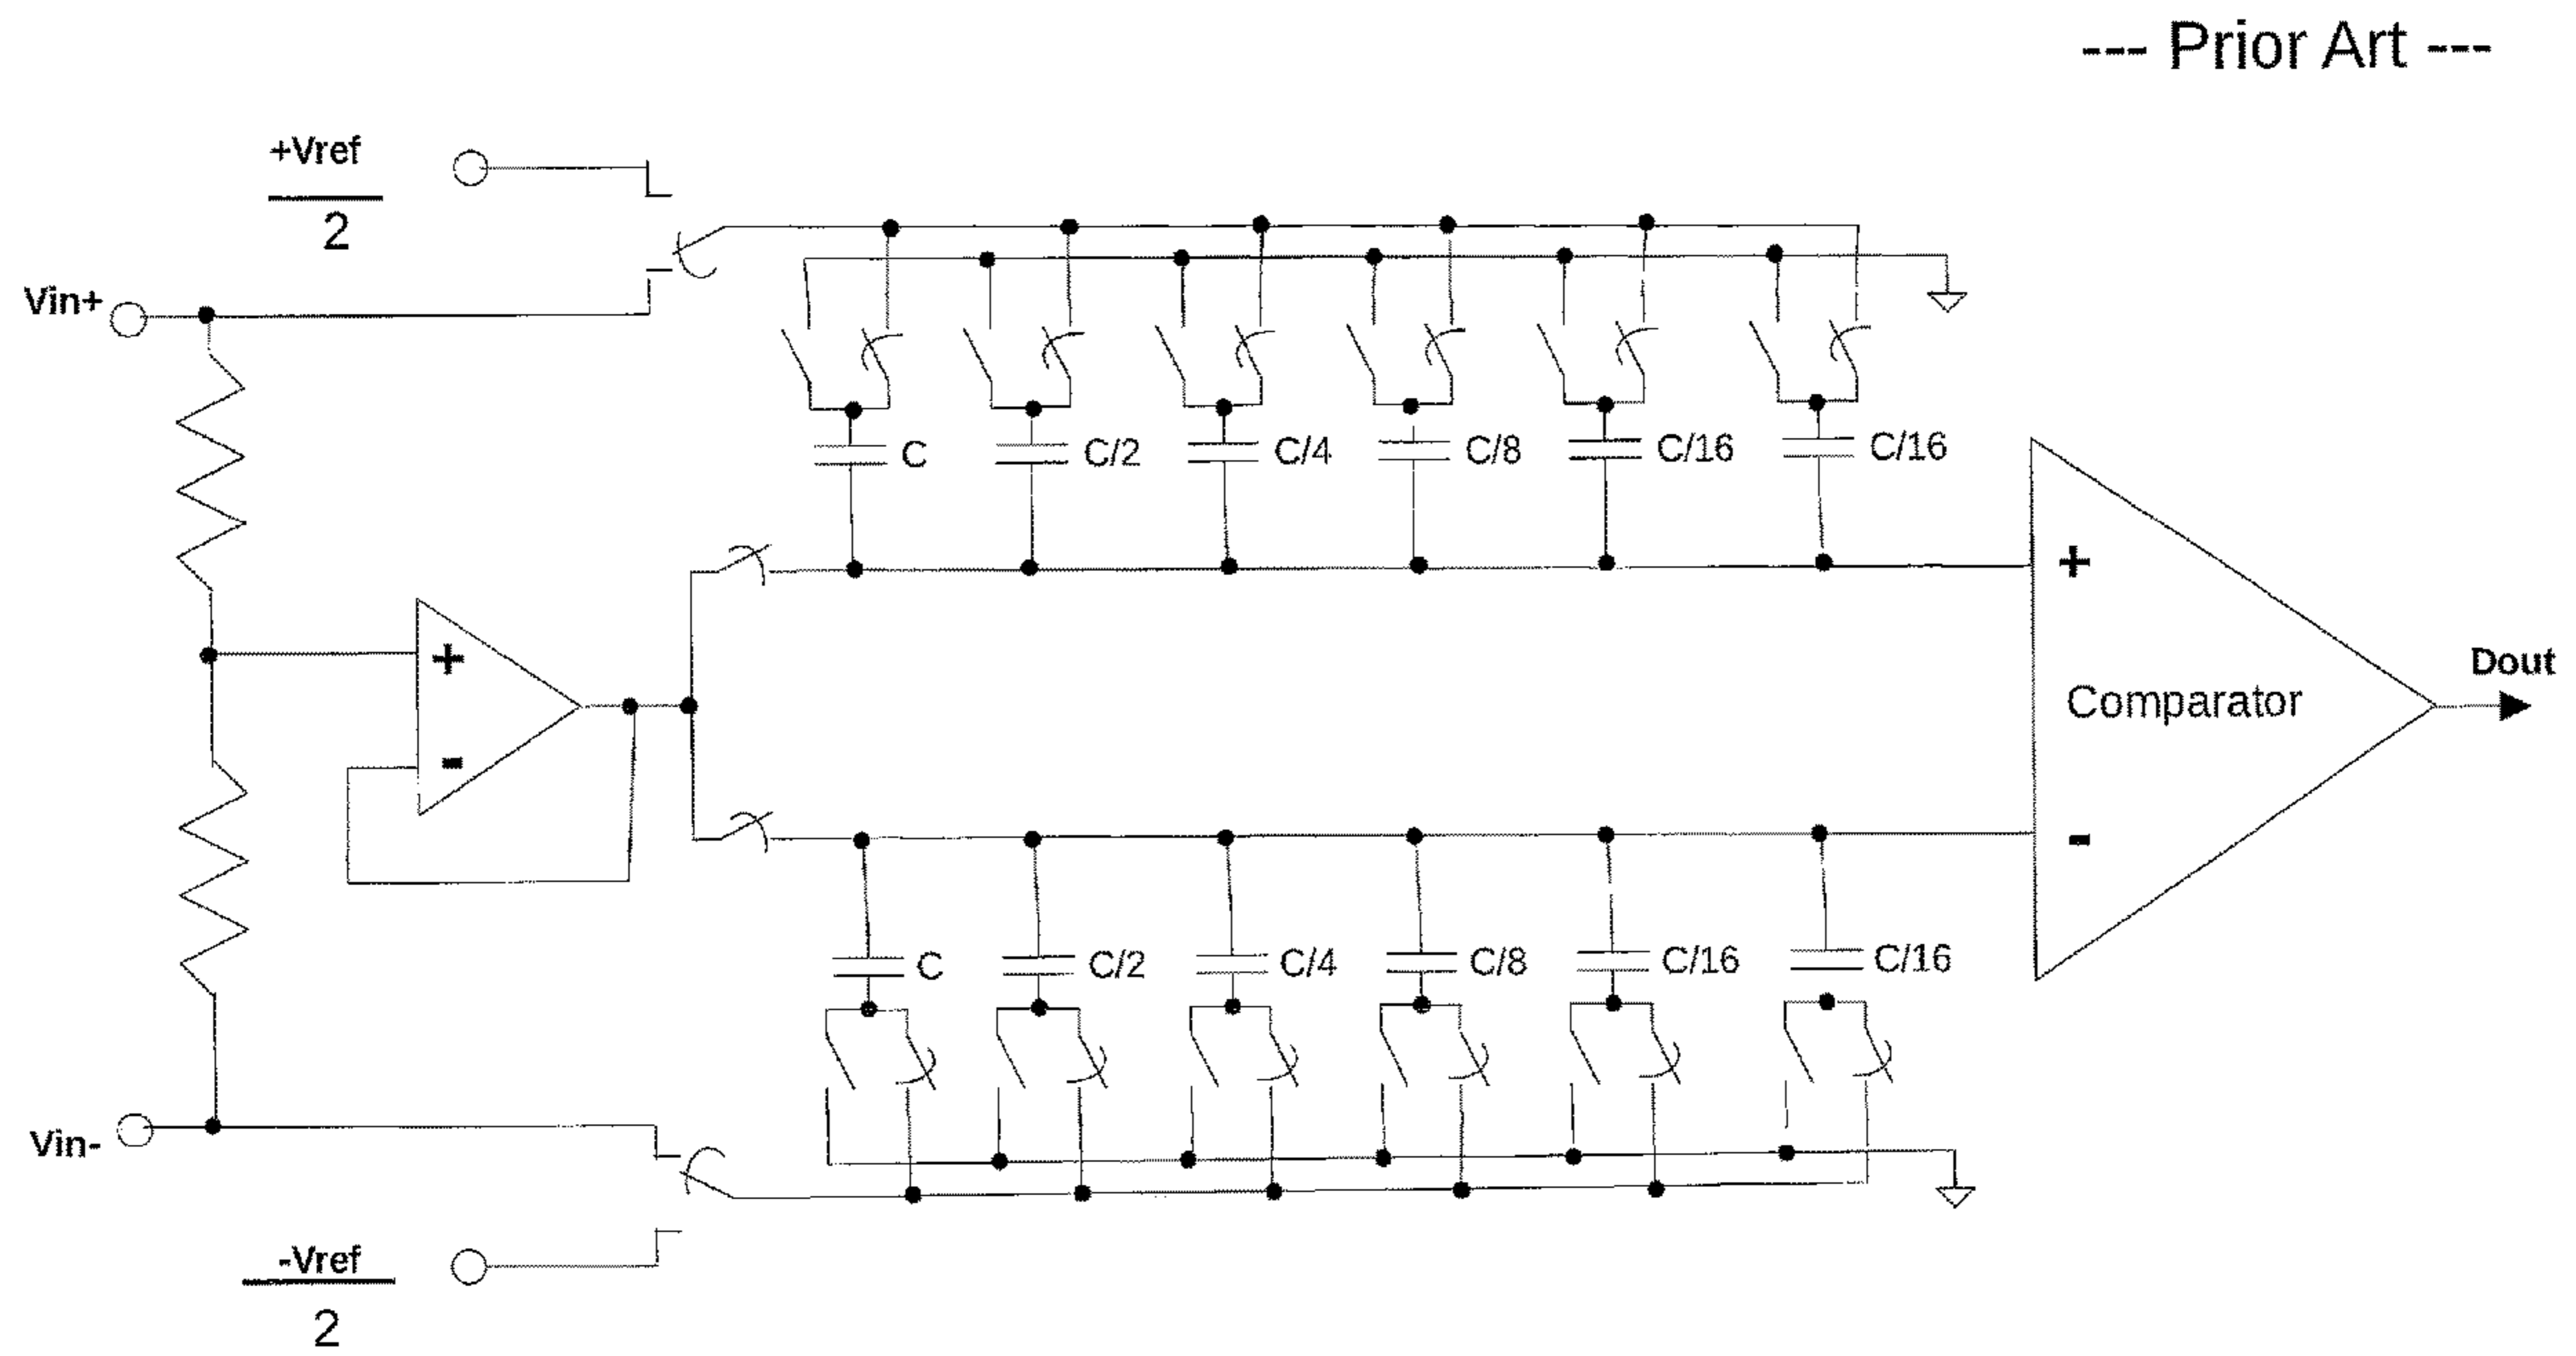 --- Prior Art ---
+Vref
2
Vin+
C
C/2
C/4
C/8
C/16
C/16
+
+
Dout
Comparator
-
-
C
C/2
C/4
C/8
C/16
C/16
Vin-
-Vref
2